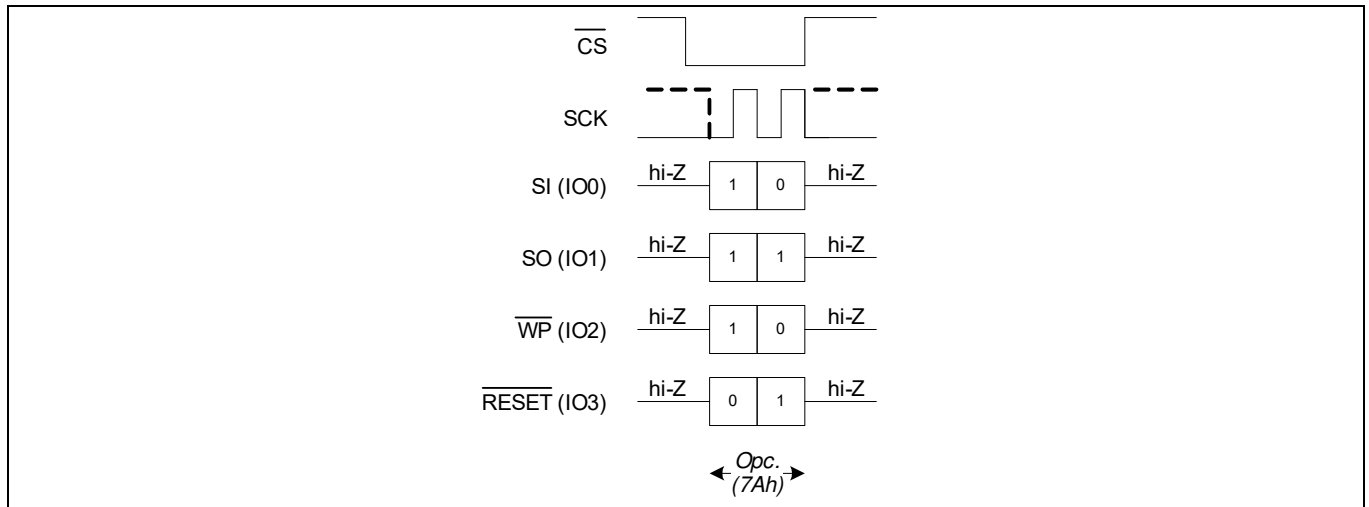 CS
SCK
SI (IO0) hi-Z 1 0 hi-Z
SO (IO1) hi-Z 1 1 hi-Z
WP (IO2) hi-Z 1 0 hi-Z
RESET (IO3) hi-Z 0 1 hi-Z
Opc.
(7Ah)